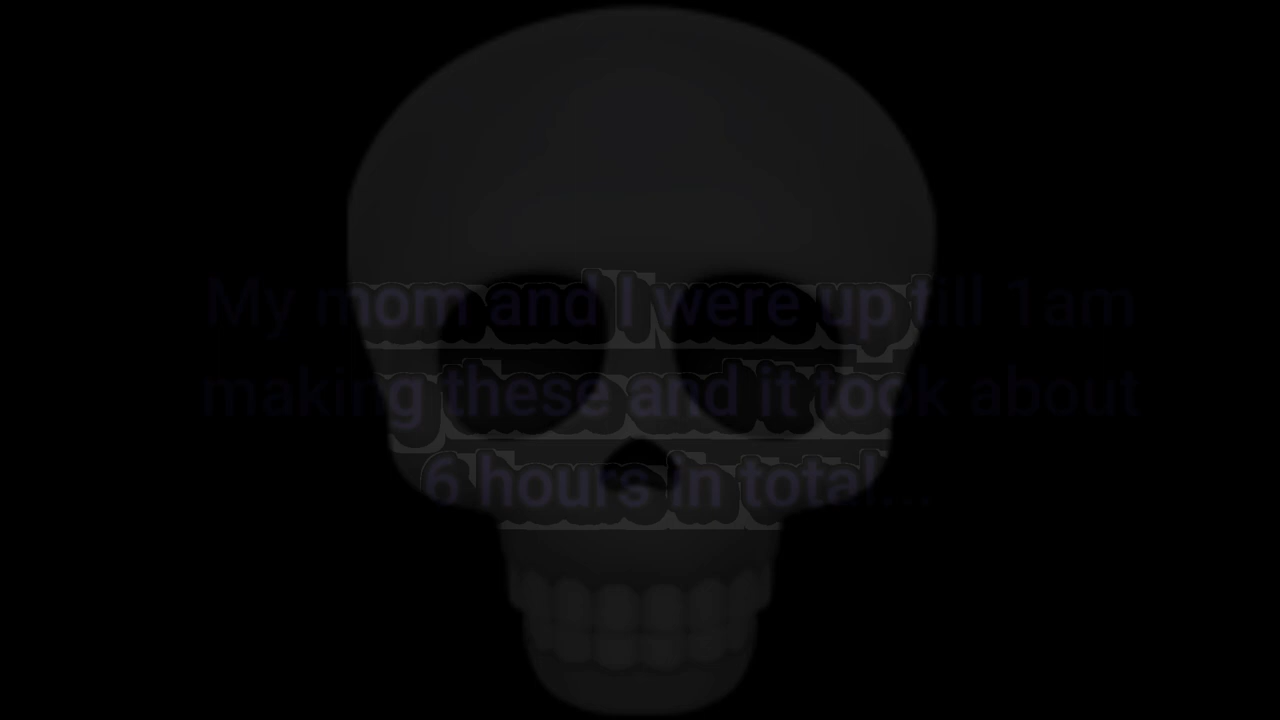 My mom and I were up till 1am
making these and it took about
6 hours in total...